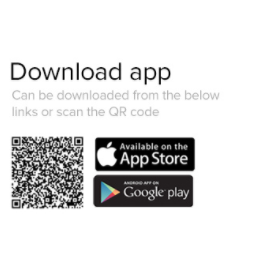 Download app
Can be downloaded from the below
links or scan the QR code
Available on the
App Store
ANDROID APP ON
Google play